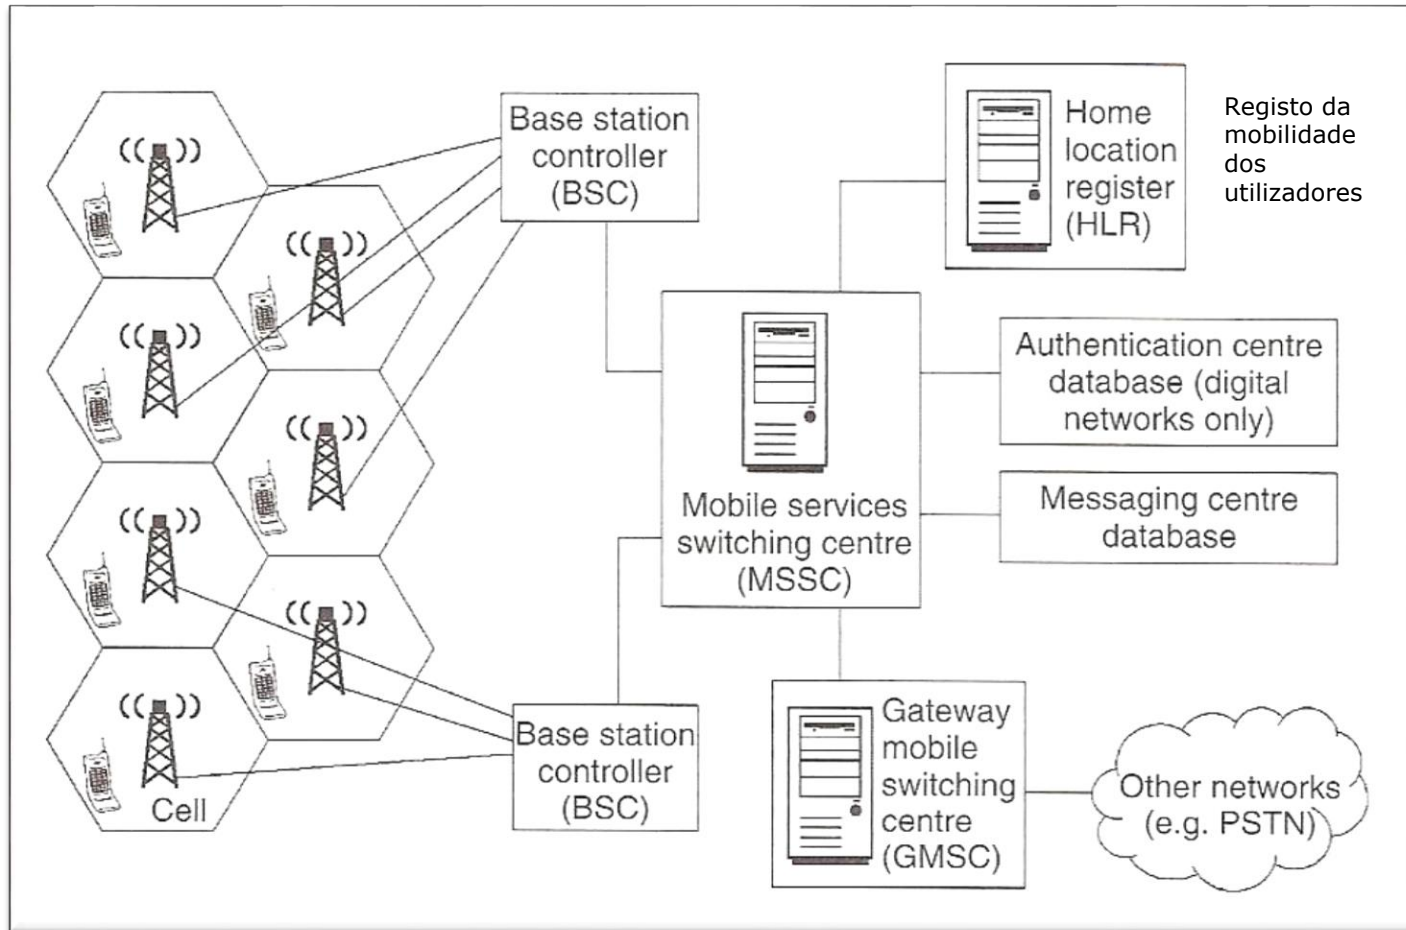 Base station
controller
(BSC)
Home
location
register
(HLR)
Registo da
mobilidade
dos
utilizadores
Authentication centre
database (digital
networks only)
Mobile services
switching centre
(MSSC)
Messaging centre
database
Cell
Base station
controller
(BSC)
Gateway
mobile
switching
centre
(GMSC)
Other networks
(e.g. PSTN)